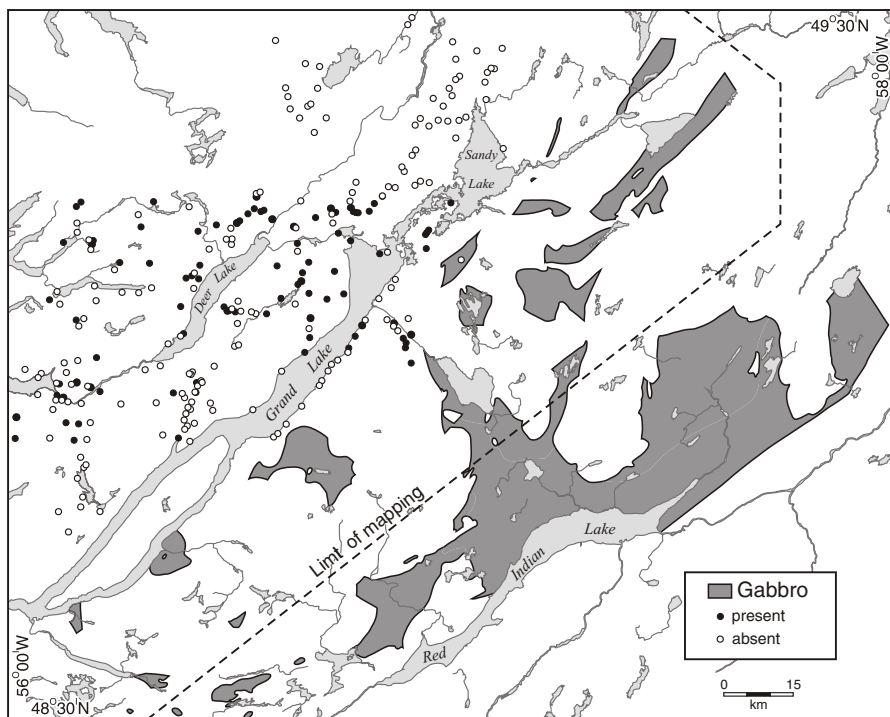 49°30 N
58°00 W
Sandy
Lake
Deer Lake
Grand Lake
Limt of mapping
Lake
Indian
Red
Gabbro
present
absent
0 15
km
56°00 W
48°30 N